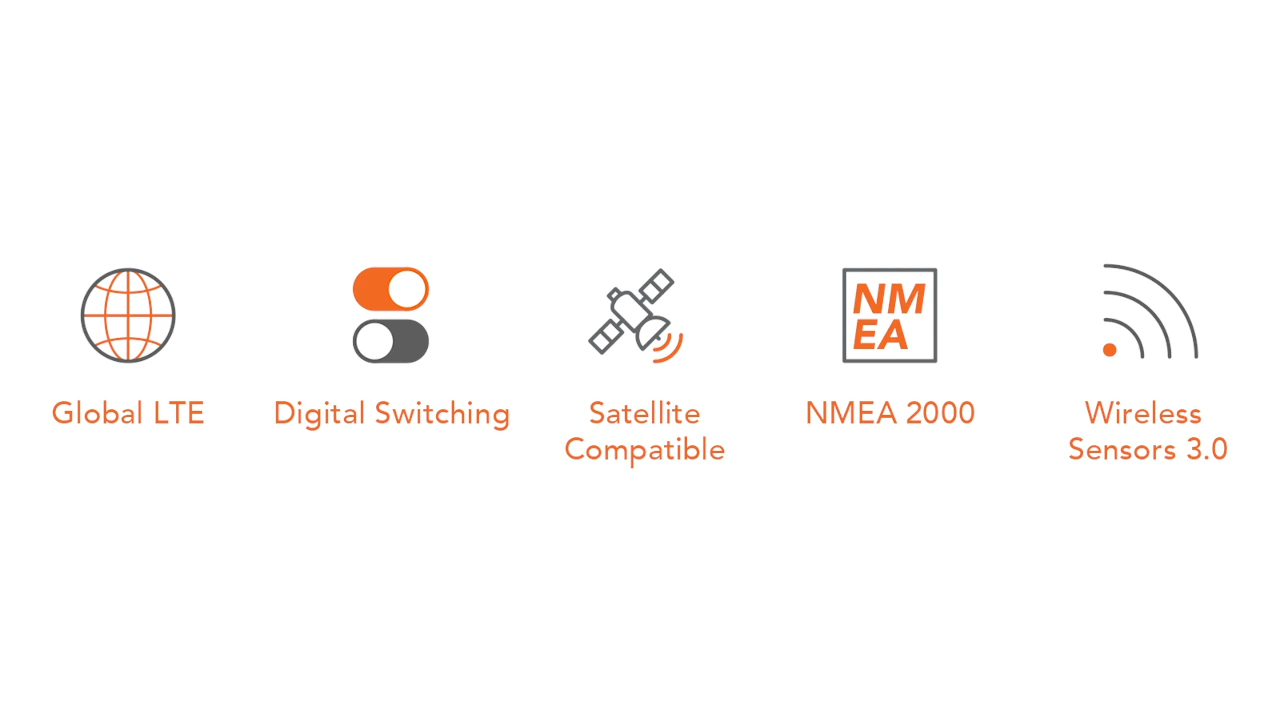 NM
EA
Global LTE
Digital Switching
Satellite
Compatible
NMEA 2000
Wireless
Sensors 3.0